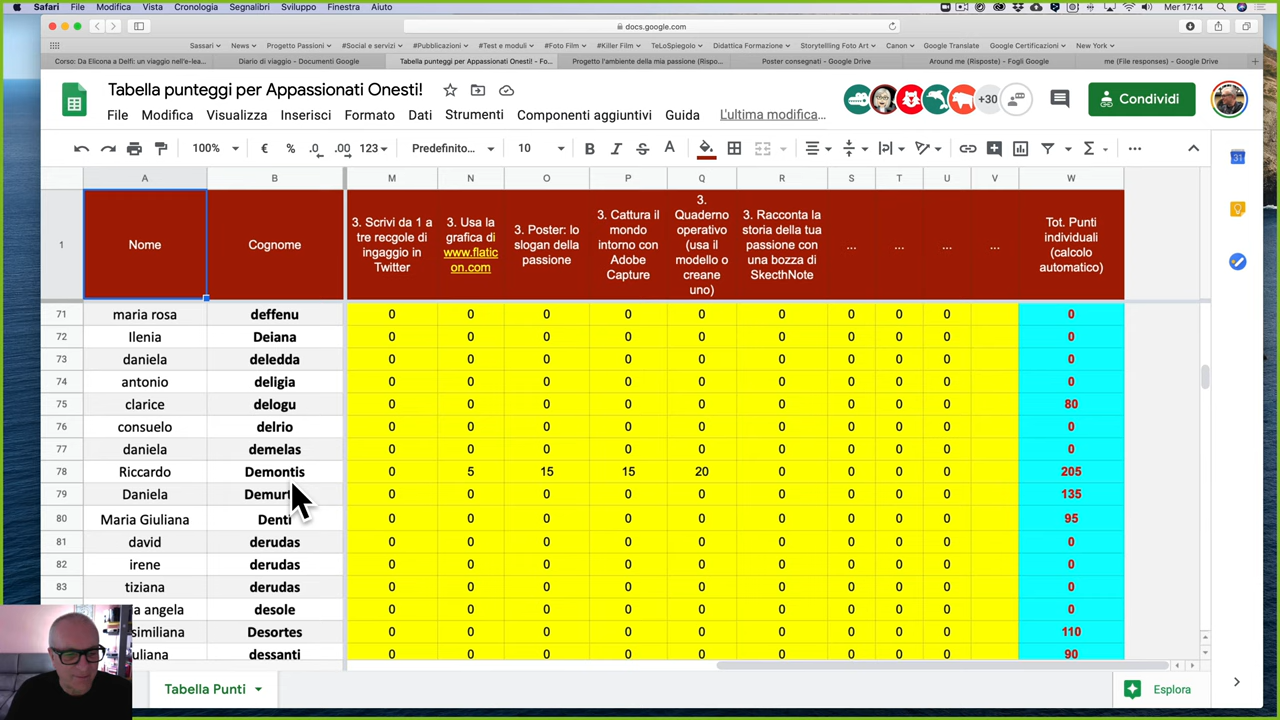 Safari File Modifica Vista Cronologia Segnalibri Sviluppo Finestra Aiuto Mer 17:14
docs.google.com
Sassari News Progetto Passioni #Social e servizi #Pubblicazioni #Test e moduli #Foto Film #Killer Film TeLoSpiegolo Didattica Formazione Storytelling Foto Art Canon Google Translate Google Certificazioni New York
Corso: Da Elicona a Delfi: un viaggio nell'e-lea... Diario di viaggio - Documenti Google Tabella punteggi per Appassionati Onesti! - Fo... Progetto l'ambiente della mia passione (Rispo... Poster consegnati - Google Drive Around me (Risposte) - Fogli Google me (File responses) - Google Drive
Tabella punteggi per Appassionati Onesti!
+30
Condividi
File Modifica Visualizza Inserisci Formato Dati Strumenti Componenti aggiuntivi Guida L'ultima modifica...
100% € % .0 .00 123 Predefinito... 10 B I S A
A B M N O P Q R S T U V W
1 Nome Cognome
3. Scrivi da 1 a
tre recgole di
ingaggio in
Twitter
3. Usa la
grafica di
www.flatic
on.com
3. Poster: lo
slogan della
passione
3. Cattura il
mondo
intorno con
Adobe
Capture
3.
Quaderno
operativo
(usa il
modello o
creane
uno)
3. Racconta la
storia della tua
passione con
una bozza di
SkecthNote
... ... ... ...
Tot. Punti
individuali
(calcolo
automatico)
71 maria rosa deffenu 0 0 0 0 0 0 0 0 0 0
72 Ilenia Deiana 0 0 0 0 0 0 0 0 0 0
73 daniela deledda 0 0 0 0 0 0 0 0 0 0
74 antonio deligia 0 0 0 0 0 0 0 0 0 0
75 clarice delogu 0 0 0 0 0 0 0 0 0 80
76 consuelo delrio 0 0 0 0 0 0 0 0 0 0
77 daniela demelas 0 0 0 0 0 0 0 0 0 0
78 Riccardo Demontis 0 5 15 15 20 0 0 0 0 205
79 Daniela 0 0 0 0 0 0 0 0 0 135
80 Maria Giuliana Denti 0 0 0 0 0 0 0 0 0 95
81 david derudas 0 0 0 0 0 0 0 0 0 0
82 irene derudas 0 0 0 0 0 0 0 0 0 0
83 tiziana derudas 0 0 0 0 0 0 0 0 0 0
angela desole 0 0 0 0 0 0 0 0 0 0
similiana Desortes 0 0 0 0 0 0 0 0 0 110
uliana dessanti 0 0 0 0 0 0 0 0 0 90
Tabella Punti
Esplora